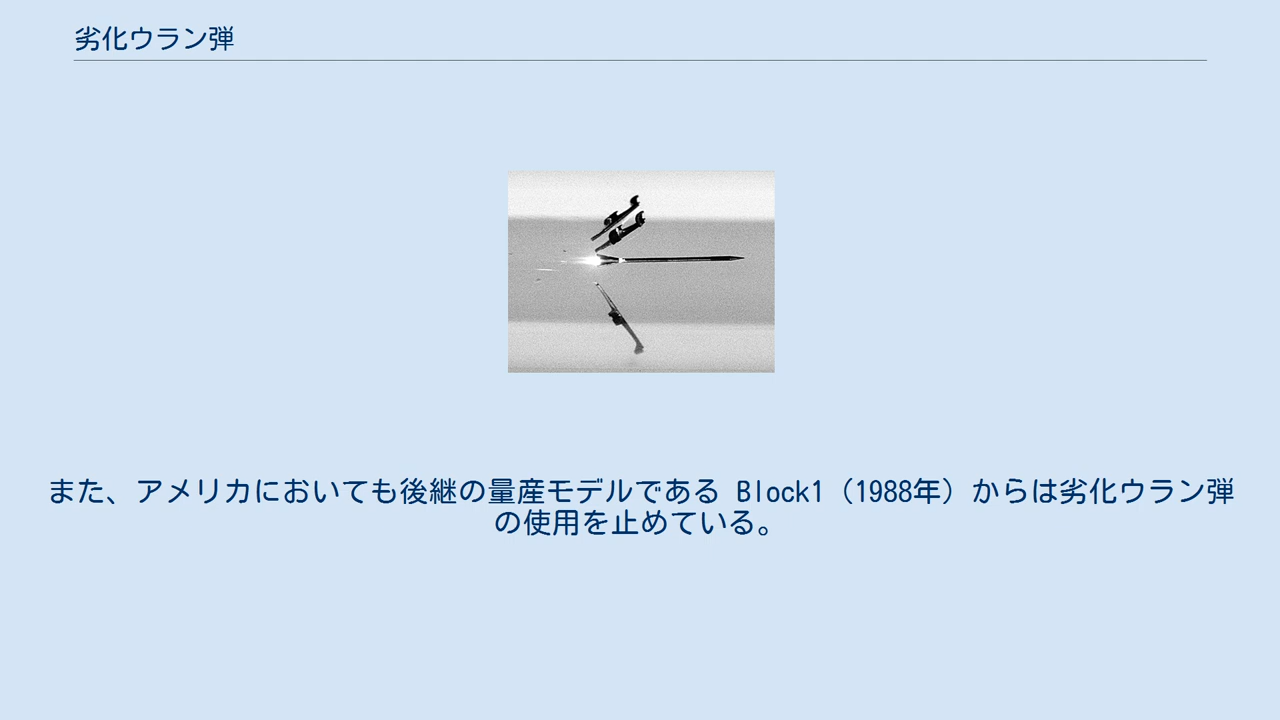 劣化ウラン弾
また、アメリカにおいても後継の量産モデルである Block1（1988年）からは劣化ウラン弾
の使用を止めている。